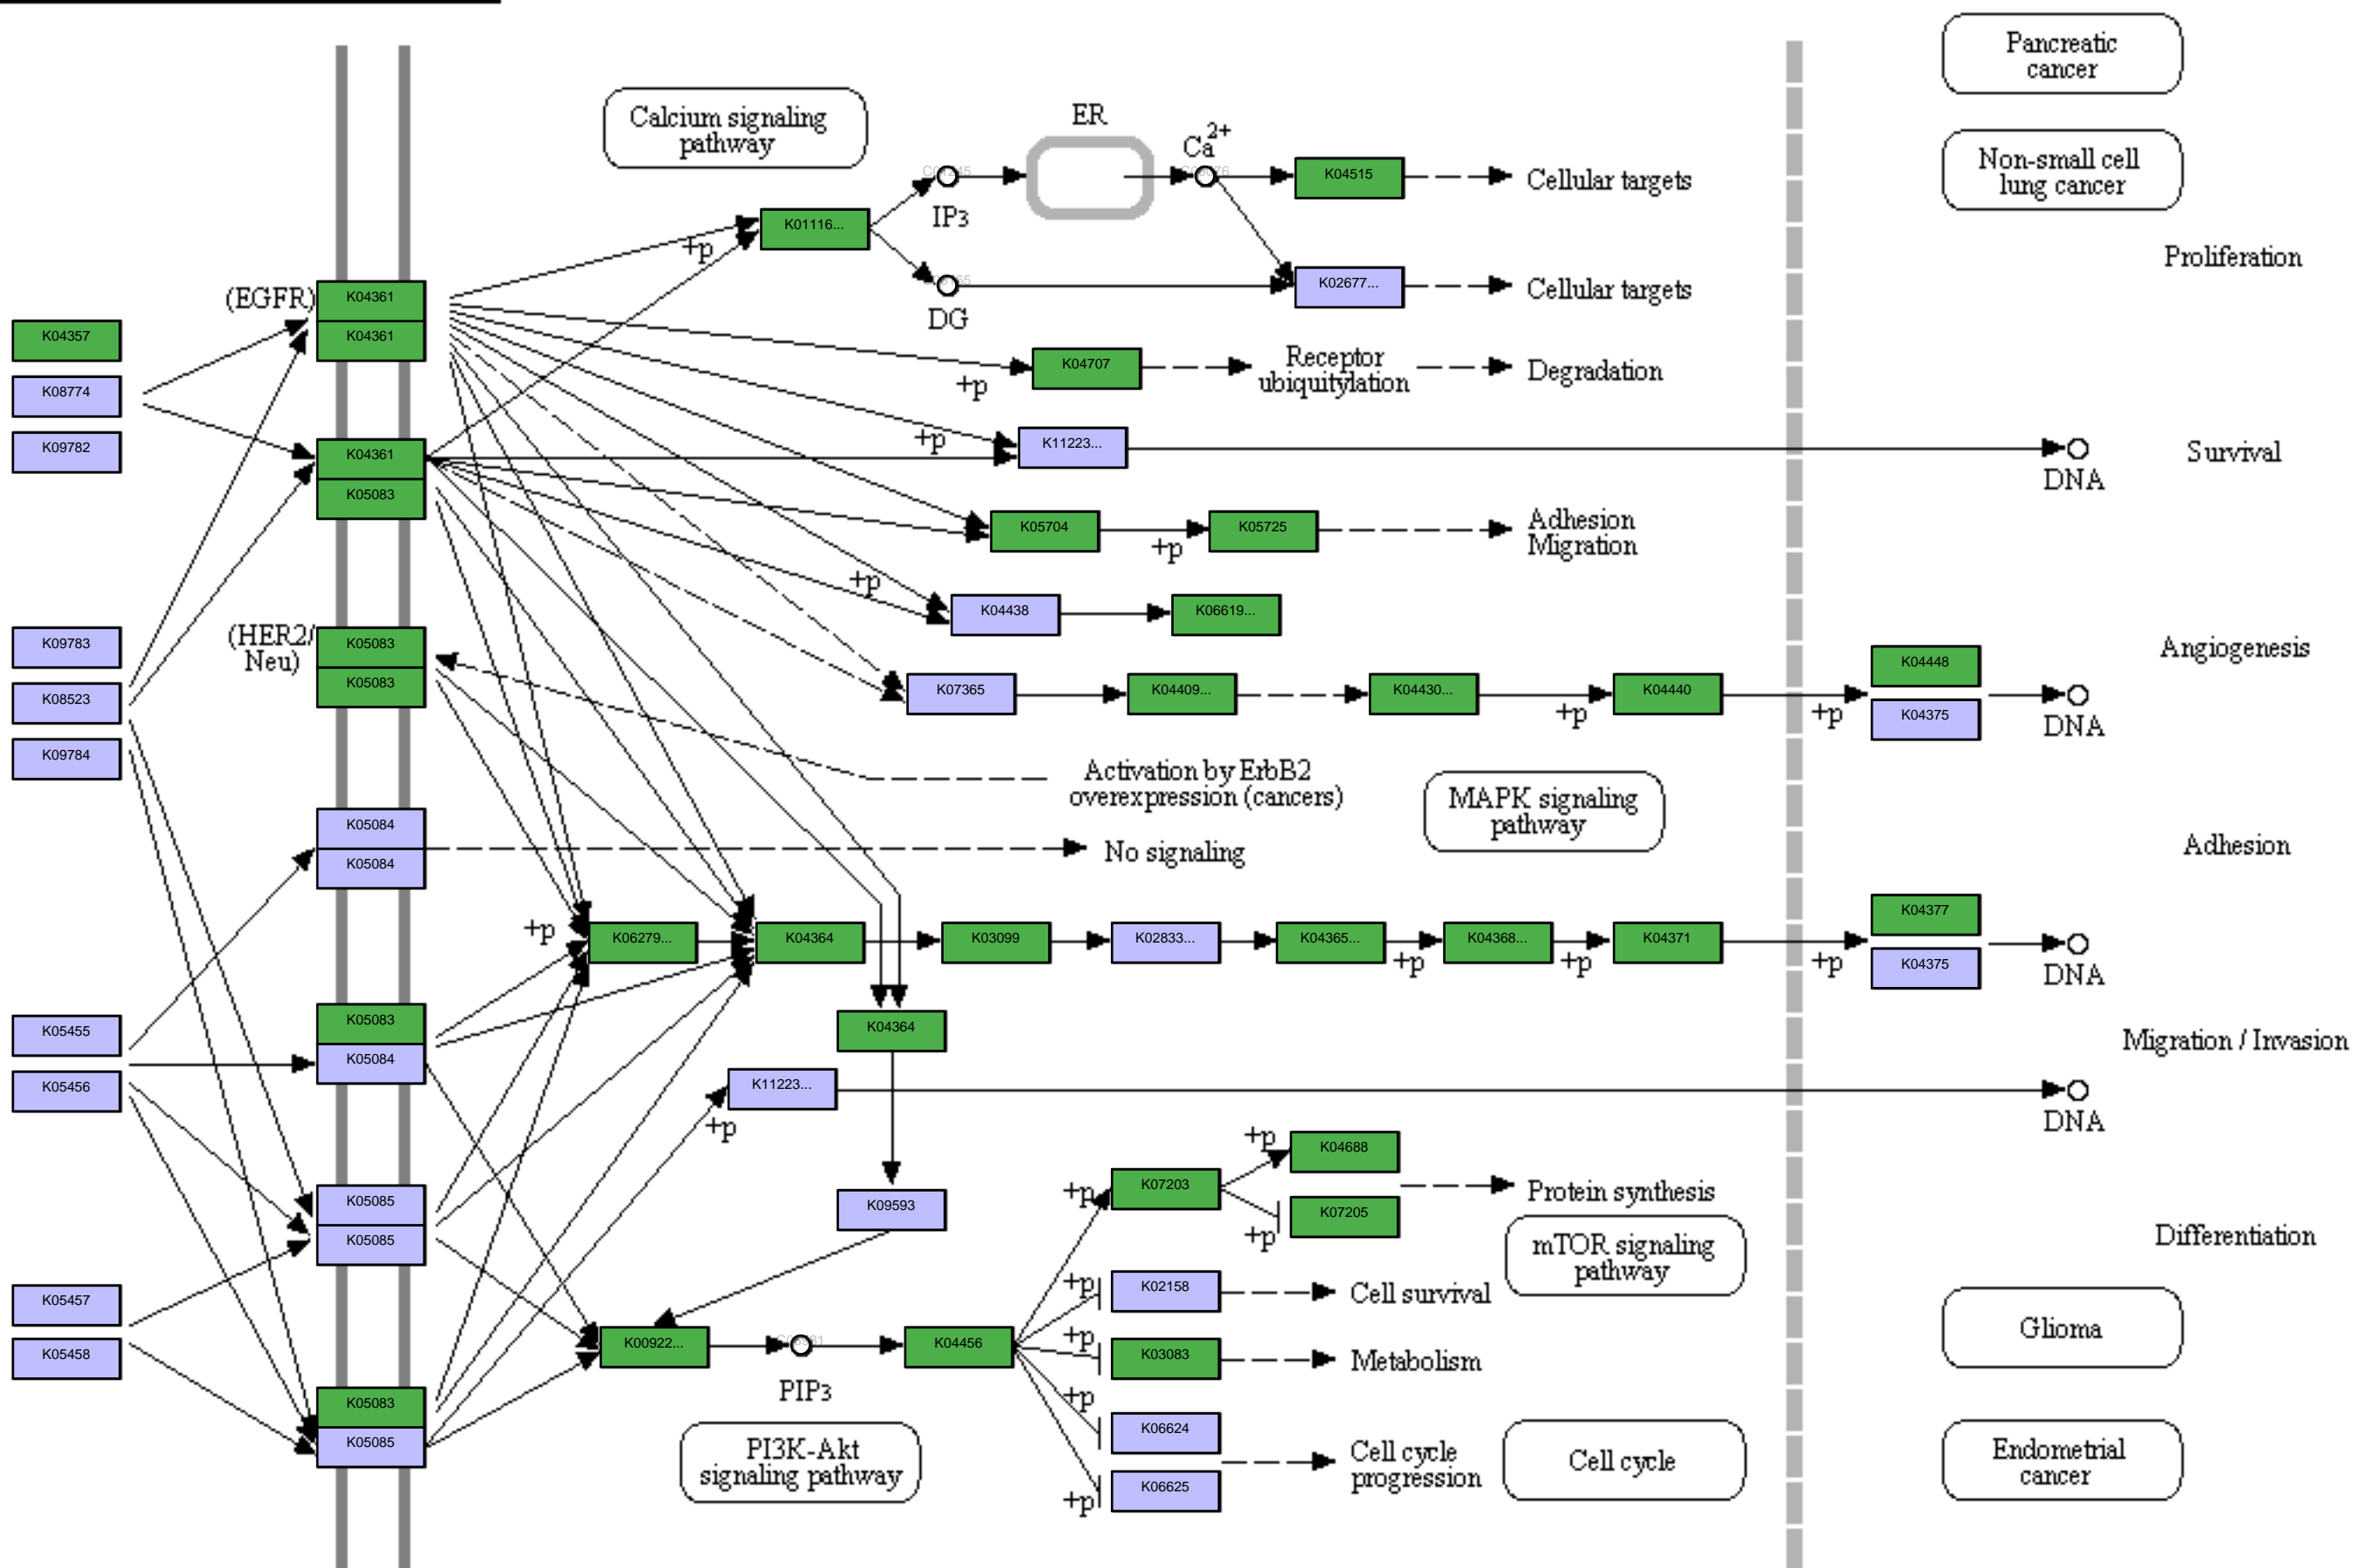 Pancreatic
cancer
Calcium signaling
pathway
ER
Ca2+
Non-small cell
lung cancer
K04515
Cellular targets
IP3
K01116...
+p
Proliferation
K02677...
Cellular targets
DG
(EGFR)
K04361
K04361
K04357
K04707
+p
Receptor
ubiquitylation
Degradation
K08774
K09782
K04361
K05083
+p
K11223...
DNA
Survival
K05704
+p
K05725
Adhesion
Migration
+p
K04438
K06619...
K09783
K08523
K09784
(HER2/
Neu)
K05083
K05083
K07365
K04409...
K04430...
+p
K04440
+p
K04448
K04375
DNA
Angiogenesis
Activation by ErbB2
overexpression (cancers)
MAPK signaling
pathway
K05084
K05084
No signaling
Adhesion
+p
K06279...
K04364
K03099
K02833...
K04365...
+p
K04368...
+p
K04371
+p
K04377
K04375
DNA
K05455
K05456
K05083
K05084
K04364
Migration / Invasion
K11223...
+p
DNA
K05085
K05085
K09593
+p
K07203
+p
K04688
+p
K07205
Protein synthesis
mTOR signaling
pathway
Differentiation
K05457
K05458
+p
K02158
Cell survival
Glioma
K00922...
PIP3
K04456
+p
K03083
Metabolism
K05083
K05085
PI3K-Akt
signaling pathway
+p
K06624
+p
K06625
Cell cycle
progression
Cell cycle
Endometrial
cancer